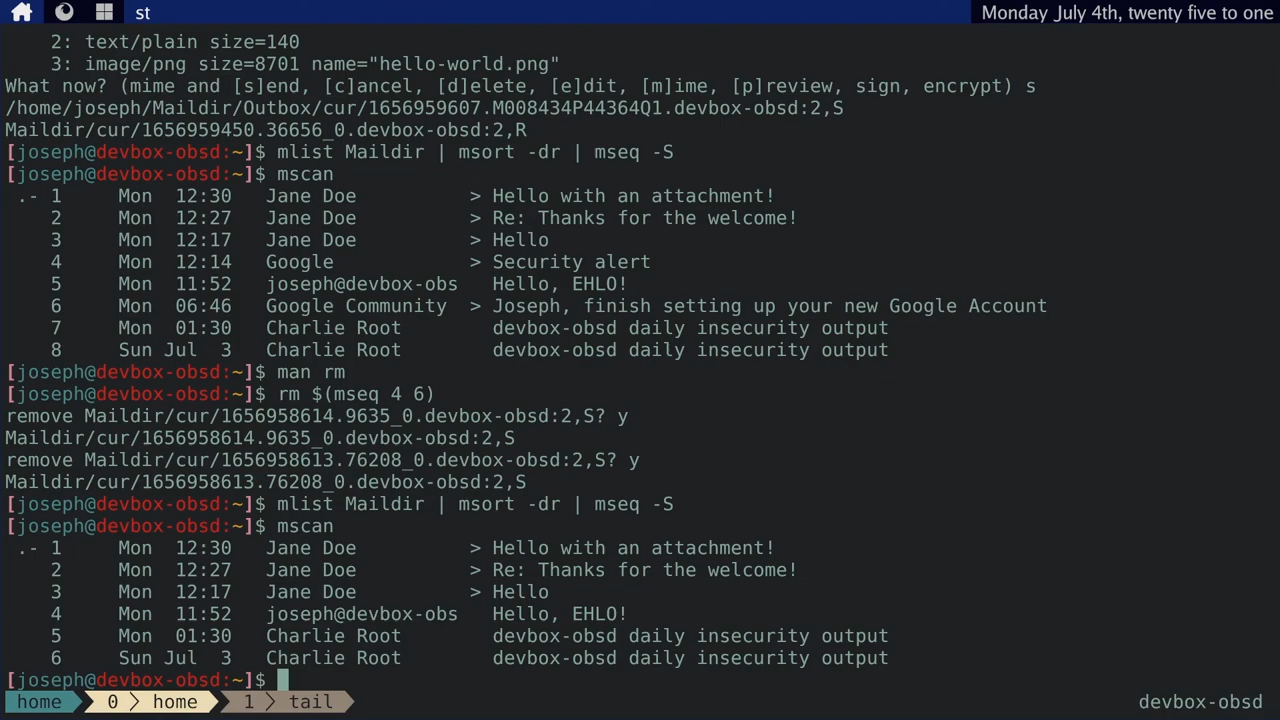 st
Monday July 4th, twenty five to one
2: text/plain size=140
3: image/png size=8701 name="hello-world.png"
What now? (mime and [s]end, [c]ancel, [d]elete, [e]dit, [m]ime, [p]review, sign, encrypt) s
/home/joseph/Maildir/Outbox/cur/1656959607.M008434P44364Q1.devbox-obsd:2,S
Maildir/cur/1656959450.36656_0.devbox-obsd:2,R
[joseph@devbox-obsd:~]$ mlist Maildir | msort -dr | mseq -S
[joseph@devbox-obsd:~]$ mscan
.- 1 Mon 12:30 Jane Doe > Hello with an attachment!
2 Mon 12:27 Jane Doe > Re: Thanks for the welcome!
3 Mon 12:17 Jane Doe > Hello
4 Mon 12:14 Google > Security alert
5 Mon 11:52 joseph@devbox-obs Hello, EHLO!
6 Mon 06:46 Google Community > Joseph, finish setting up your new Google Account
7 Mon 01:30 Charlie Root devbox-obsd daily insecurity output
8 Sun Jul 3 Charlie Root devbox-obsd daily insecurity output
[joseph@devbox-obsd:~]$ man rm
[joseph@devbox-obsd:~]$ rm $(mseq 4 6)
remove Maildir/cur/1656958614.9635_0.devbox-obsd:2,S? y
Maildir/cur/1656958614.9635_0.devbox-obsd:2,S
remove Maildir/cur/1656958613.76208_0.devbox-obsd:2,S? y
Maildir/cur/1656958613.76208_0.devbox-obsd:2,S
[joseph@devbox-obsd:~]$ mlist Maildir | msort -dr | mseq -S
[joseph@devbox-obsd:~]$ mscan
.- 1 Mon 12:30 Jane Doe > Hello with an attachment!
2 Mon 12:27 Jane Doe > Re: Thanks for the welcome!
3 Mon 12:17 Jane Doe > Hello
4 Mon 11:52 joseph@devbox-obs Hello, EHLO!
5 Mon 01:30 Charlie Root devbox-obsd daily insecurity output
6 Sun Jul 3 Charlie Root devbox-obsd daily insecurity output
[joseph@devbox-obsd:~]$
home 0 home 1 tail devbox-obsd